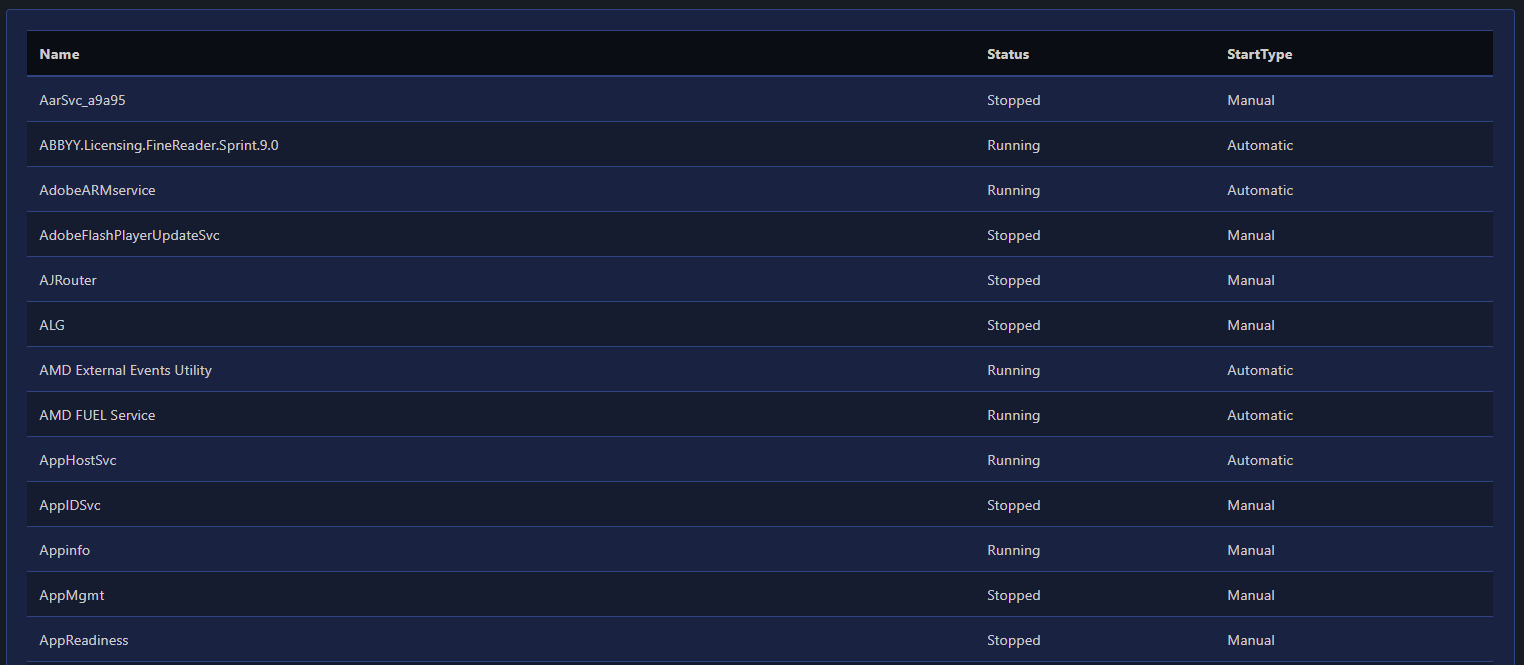 Name Status StartType
AarSvc_a9a95 Stopped Manual
ABBYY.Licensing.FineReader.Sprint.9.0 Running Automatic
AdobeARMservice Running Automatic
AdobeFlashPlayerUpdateSvc Stopped Manual
AJRouter Stopped Manual
ALG Stopped Manual
AMD External Events Utility Running Automatic
AMD FUEL Service Running Automatic
AppHostSvc Running Automatic
AppIDSvc Stopped Manual
Appinfo Running Manual
AppMgmt Stopped Manual
AppReadiness Stopped Manual